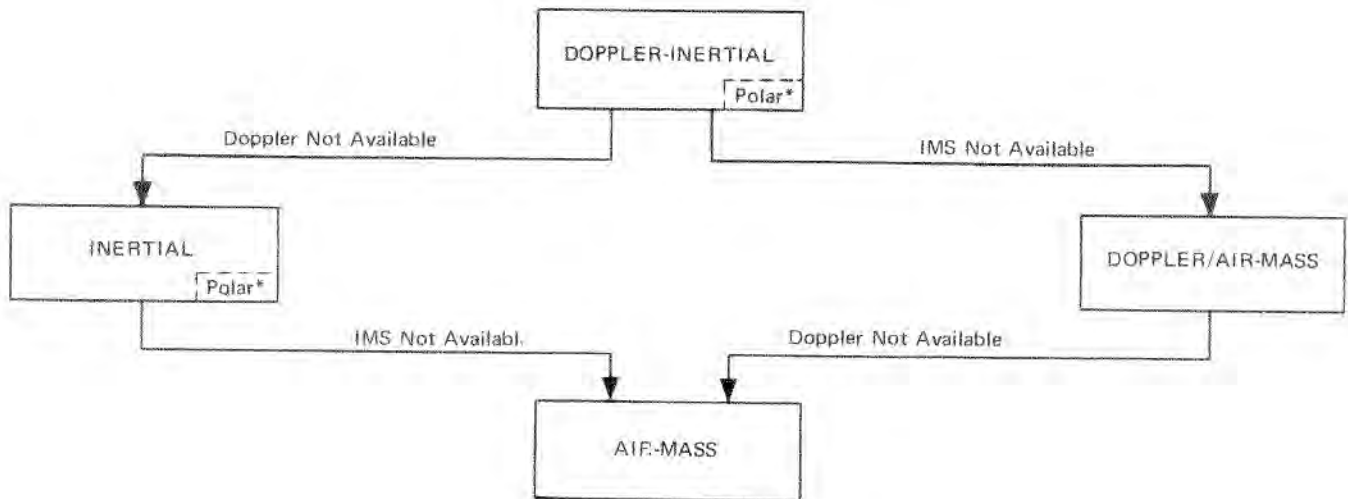 DOPPLER-INERTIAL
Polar*
Doppler Not Available
IMS Not Available
INERTIAL
Polar*
DOPPLER/AIR-MASS
IMS Not Availabl.
Doppler Not Available
AIR-MASS